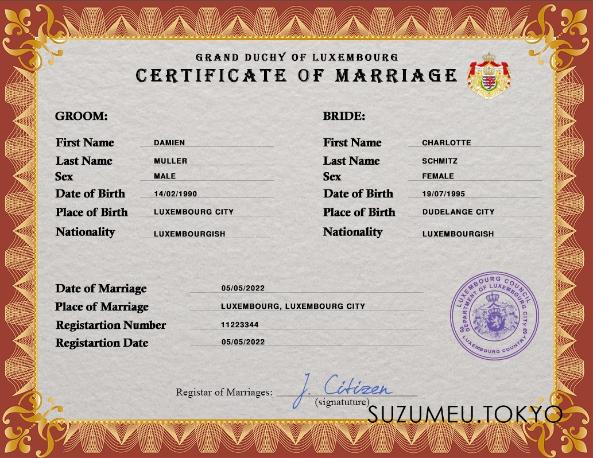 GRAND DUCHY OF LUXEMBOURG
CERTIFICATE OF MARRIAGE
GROOM:
First Name DAMIEN
Last Name MULLER
Sex MALE
Date of Birth 14/02/1990
Place of Birth LUXEMBOURG CITY
Nationality LUXEMBOURGISH
BRIDE:
First Name CHARLOTTE
Last Name SCHMITZ
Sex FEMALE
Date of Birth 19/07/1995
Place of Birth DUDELANGE CITY
Nationality LUXEMBOURGISH
Date of Marriage 05/05/2022
Place of Marriage LUXEMBOURG, LUXEMBOURG CITY
Registartion Number 11223344
Registartion Date 05/05/2022
LUXEMBOURG COUNCIL
DEPARTMENT OF LUXEMBOURG CITY
LUXEMBOURG COUNTRY
Registar of Marriages: J. Citizen
(signatuture)
SUZUMEU.TOKYO